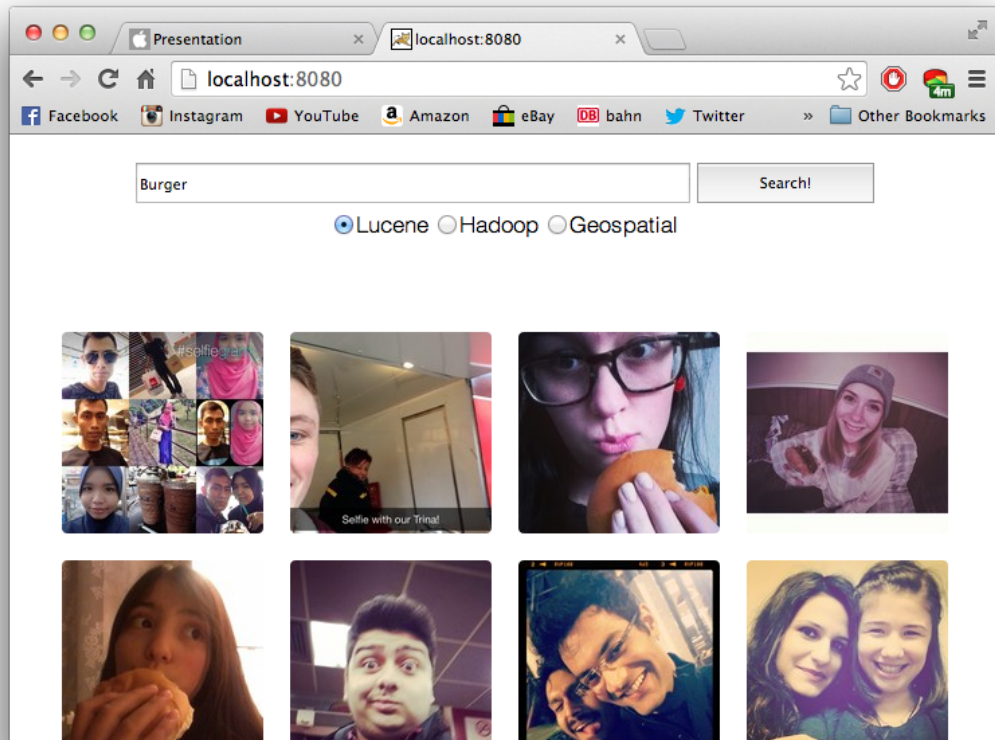 Presentation
localhost:8080
localhost:8080
4m
Facebook
Instagram
YouTube
Amazon
eBay
DB bahn
Twitter
»
Other Bookmarks
Burger
Search!
Lucene
Hadoop
Geospatial
#selfiegram
Selfie with our Trina!